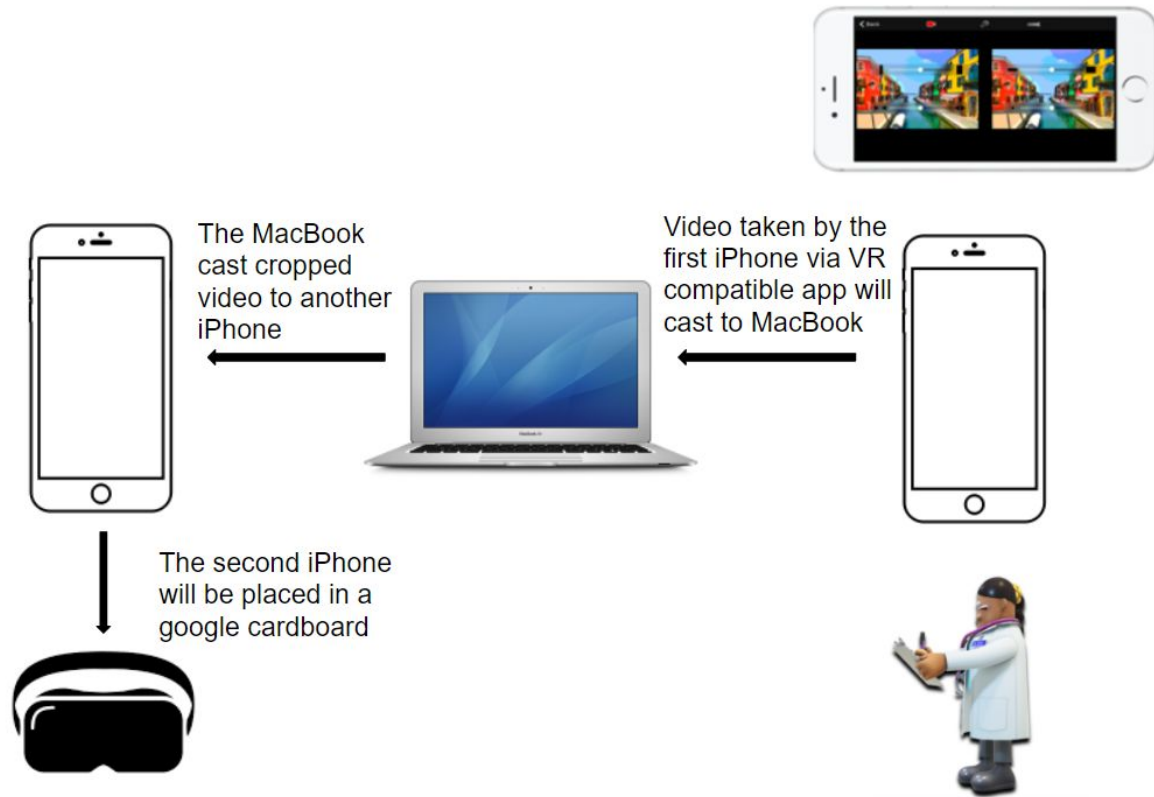 Back
The MacBook
cast cropped
video to another
iPhone
Video taken by the
first iPhone via VR
compatible app will
cast to MacBook
The second iPhone
will be placed in a
google cardboard